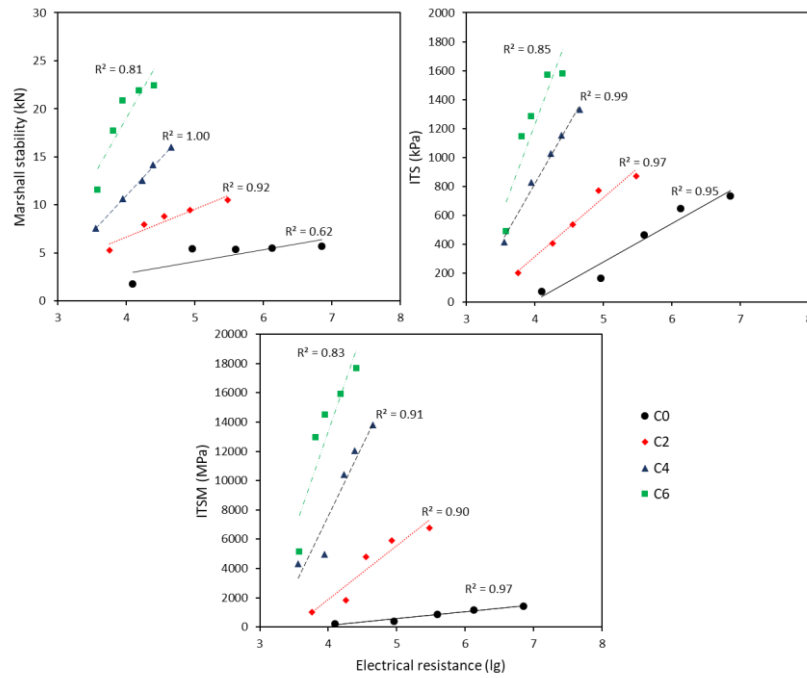 30
25
20
15
10
5
0
Marshall stability (kN)
R² = 0.81
R² = 1.00
R² = 0.92
R² = 0.62
3 4 5 6 7 8
2000
1800
1600
1400
1200
1000
800
600
400
200
0
ITS (kPa)
R² = 0.85
R² = 0.99
R² = 0.97
R² = 0.95
3 4 5 6 7 8
20000
18000
16000
14000
12000
10000
8000
6000
4000
2000
0
ITSM (MPa)
R² = 0.83
R² = 0.91
R² = 0.90
R² = 0.97
3 4 5 6 7 8
Electrical resistance (lg)
C0
C2
C4
C6